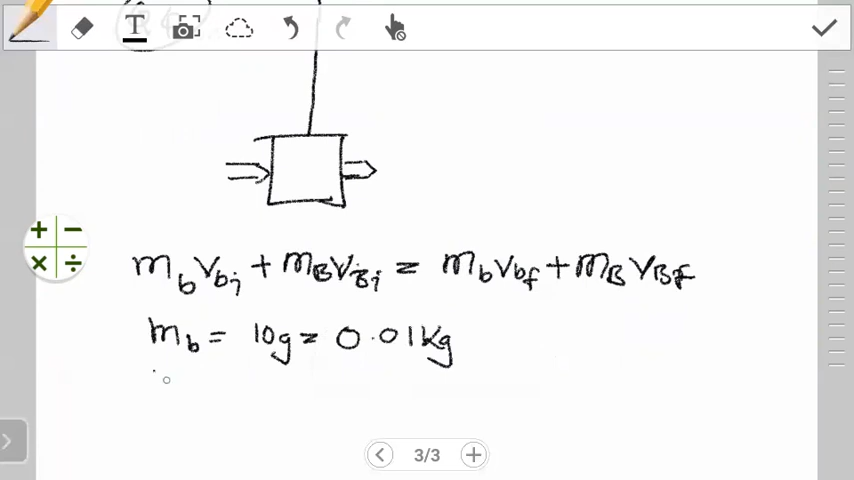 T
+ −
× ÷
m_b v_bi + m_B v_Bi = m_b v_bf + m_B v_Bf
m_b = 10g = 0.01kg
3/3